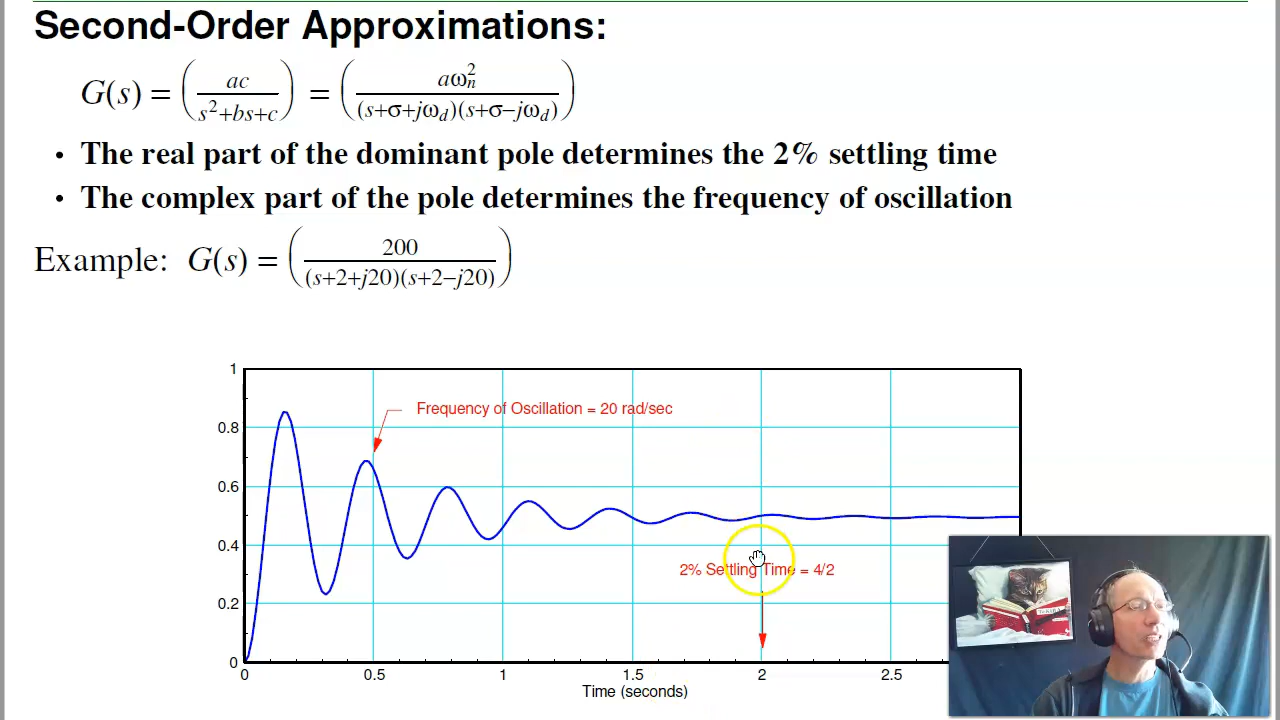 Second-Order Approximations:
G(s) = (ac / s²+bs+c) = (aωn² / (s+σ+jωd)(s+σ−jωd))
• The real part of the dominant pole determines the 2% settling time
• The complex part of the pole determines the frequency of oscillation
Example: G(s) = (200 / (s+2+j20)(s+2−j20))
1
Frequency of Oscillation = 20 rad/sec
0.8
0.6
0.4
2% Settling Time = 4/2
0.2
0
0 0.5 1 1.5 2 2.5
Time (seconds)